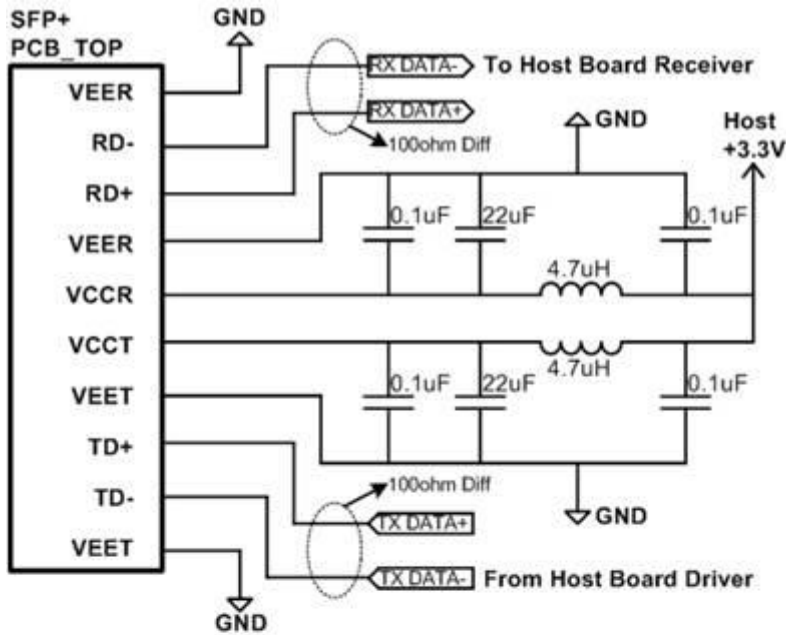 SFP+
PCB_TOP
GND
VEER
RD-
RD+
VEER
VCCR
VCCT
VEET
TD+
TD-
VEET
RX DATA-
To Host Board Receiver
RX DATA+
100ohm Diff
GND
Host
+3.3V
0.1uF
22uF
0.1uF
4.7uH
4.7uH
0.1uF
22uF
0.1uF
100ohm Diff
GND
TX DATA+
TX DATA-
From Host Board Driver
GND